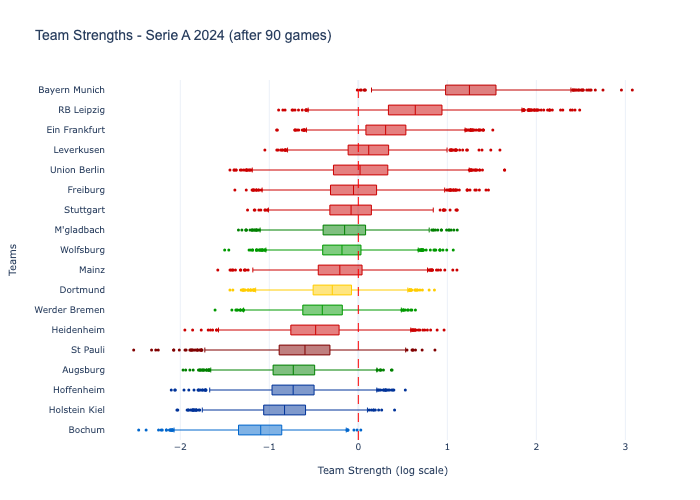 Team Strengths - Serie A 2024 (after 90 games)
Bayern Munich
RB Leipzig
Ein Frankfurt
Leverkusen
Union Berlin
Freiburg
Stuttgart
M'gladbach
Wolfsburg
Mainz
Dortmund
Werder Bremen
Heidenheim
St Pauli
Augsburg
Hoffenheim
Holstein Kiel
Bochum
Teams
−2 −1 0 1 2 3
Team Strength (log scale)